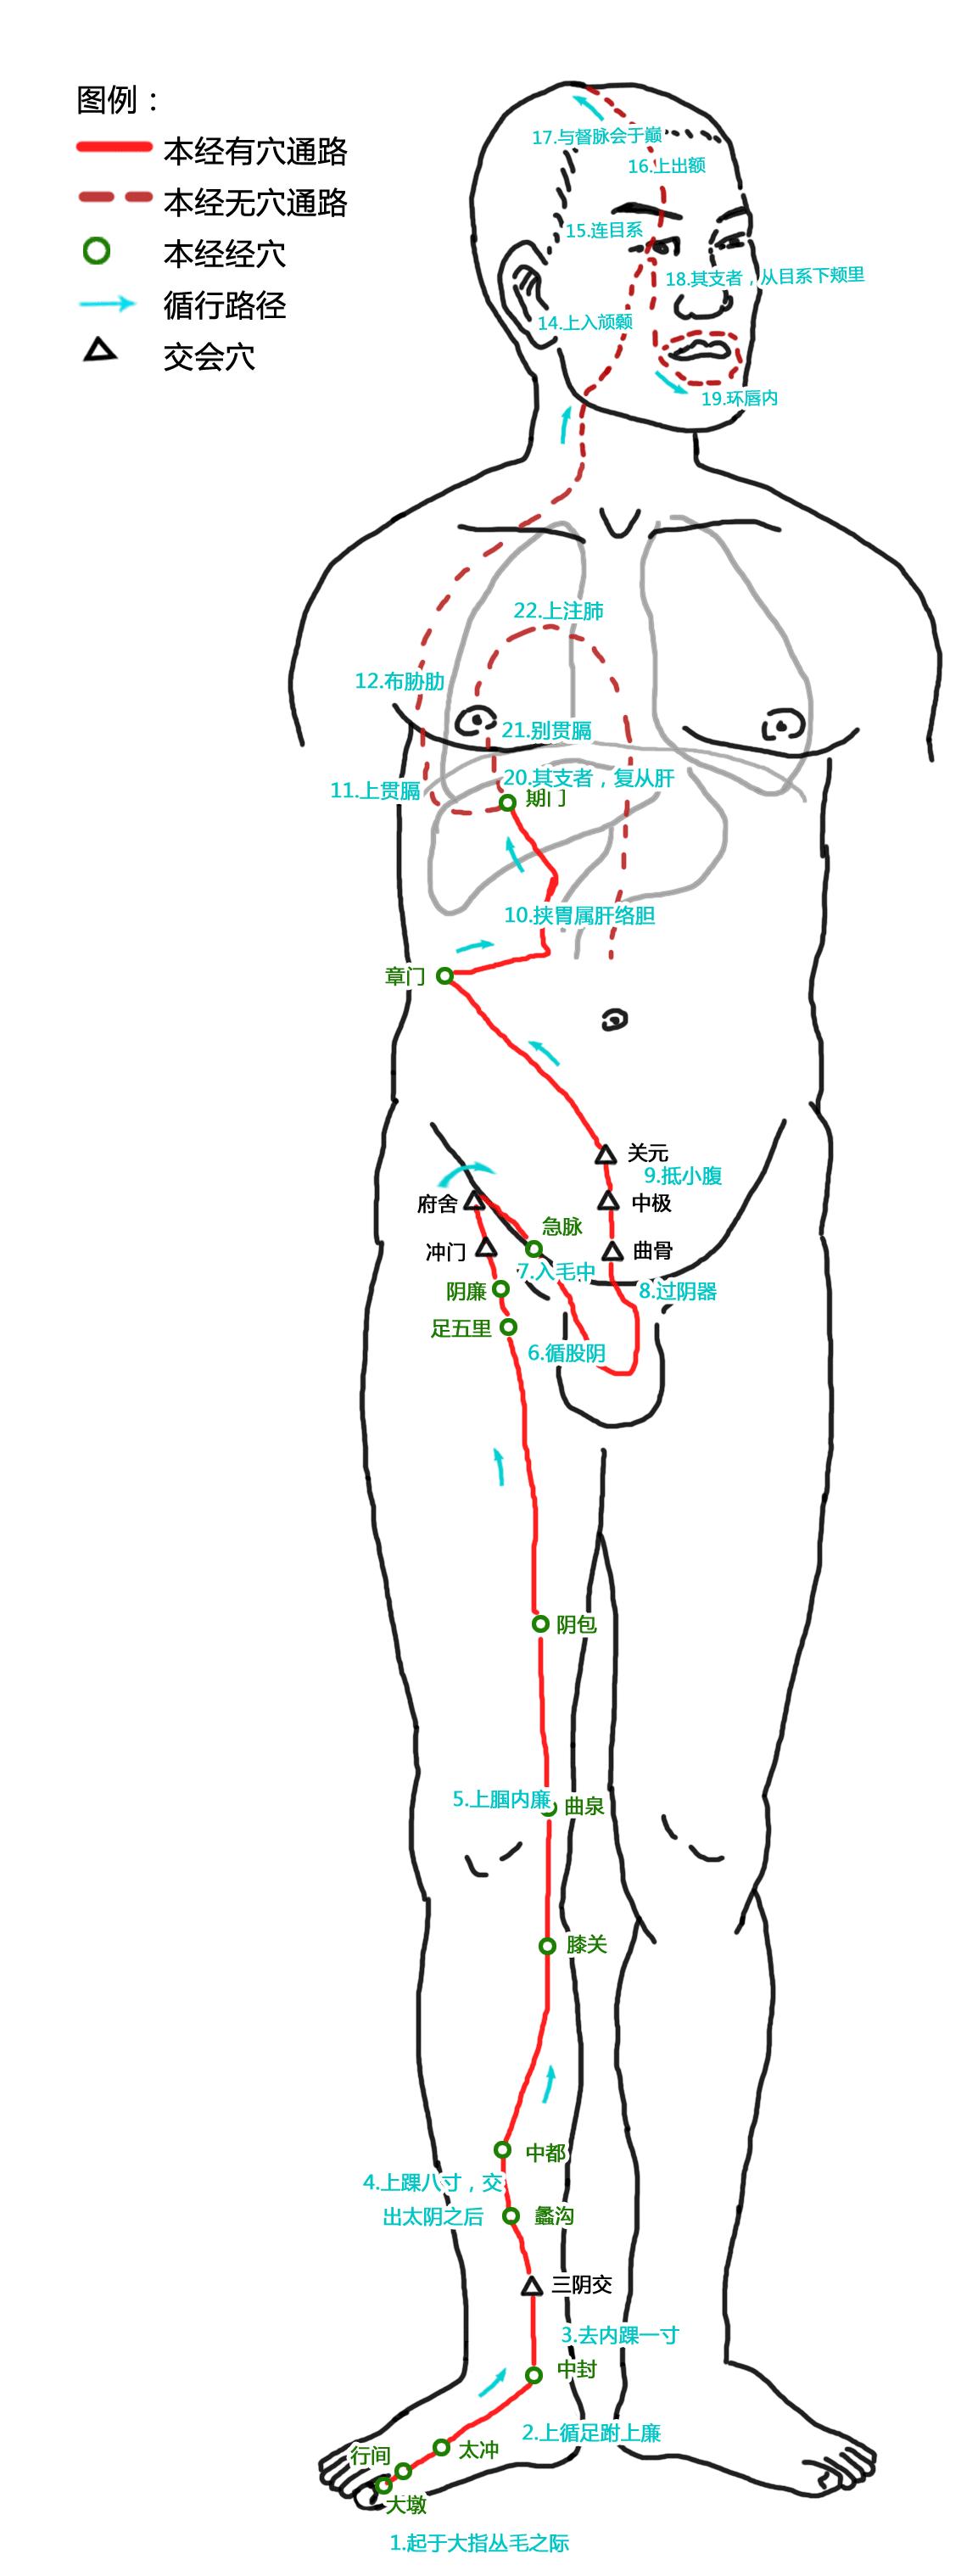 图例：
本经有穴通路
本经无穴通路
本经经穴
循行路径
交会穴
17.与督脉会于巅
16.上出额
15.连目系
18.其支者，从目系下颊里
14.上入颃颡
19.环唇内
22.上注肺
12.布胁肋
21.别贯膈
20.其支者，复从肝
11.上贯膈
期门
10.挟胃属肝络胆
章门
关元
9.抵小腹
府舍
中极
急脉
冲门
曲骨
7.入毛中
阴廉
8.过阴器
足五里
6.循股阴
阴包
5.上腘内廉
曲泉
膝关
中都
4.上踝八寸，交
出太阴之后
蠡沟
三阴交
3.去内踝一寸
中封
2.上循足跗上廉
太冲
行间
大墩
1.起于大指丛毛之际